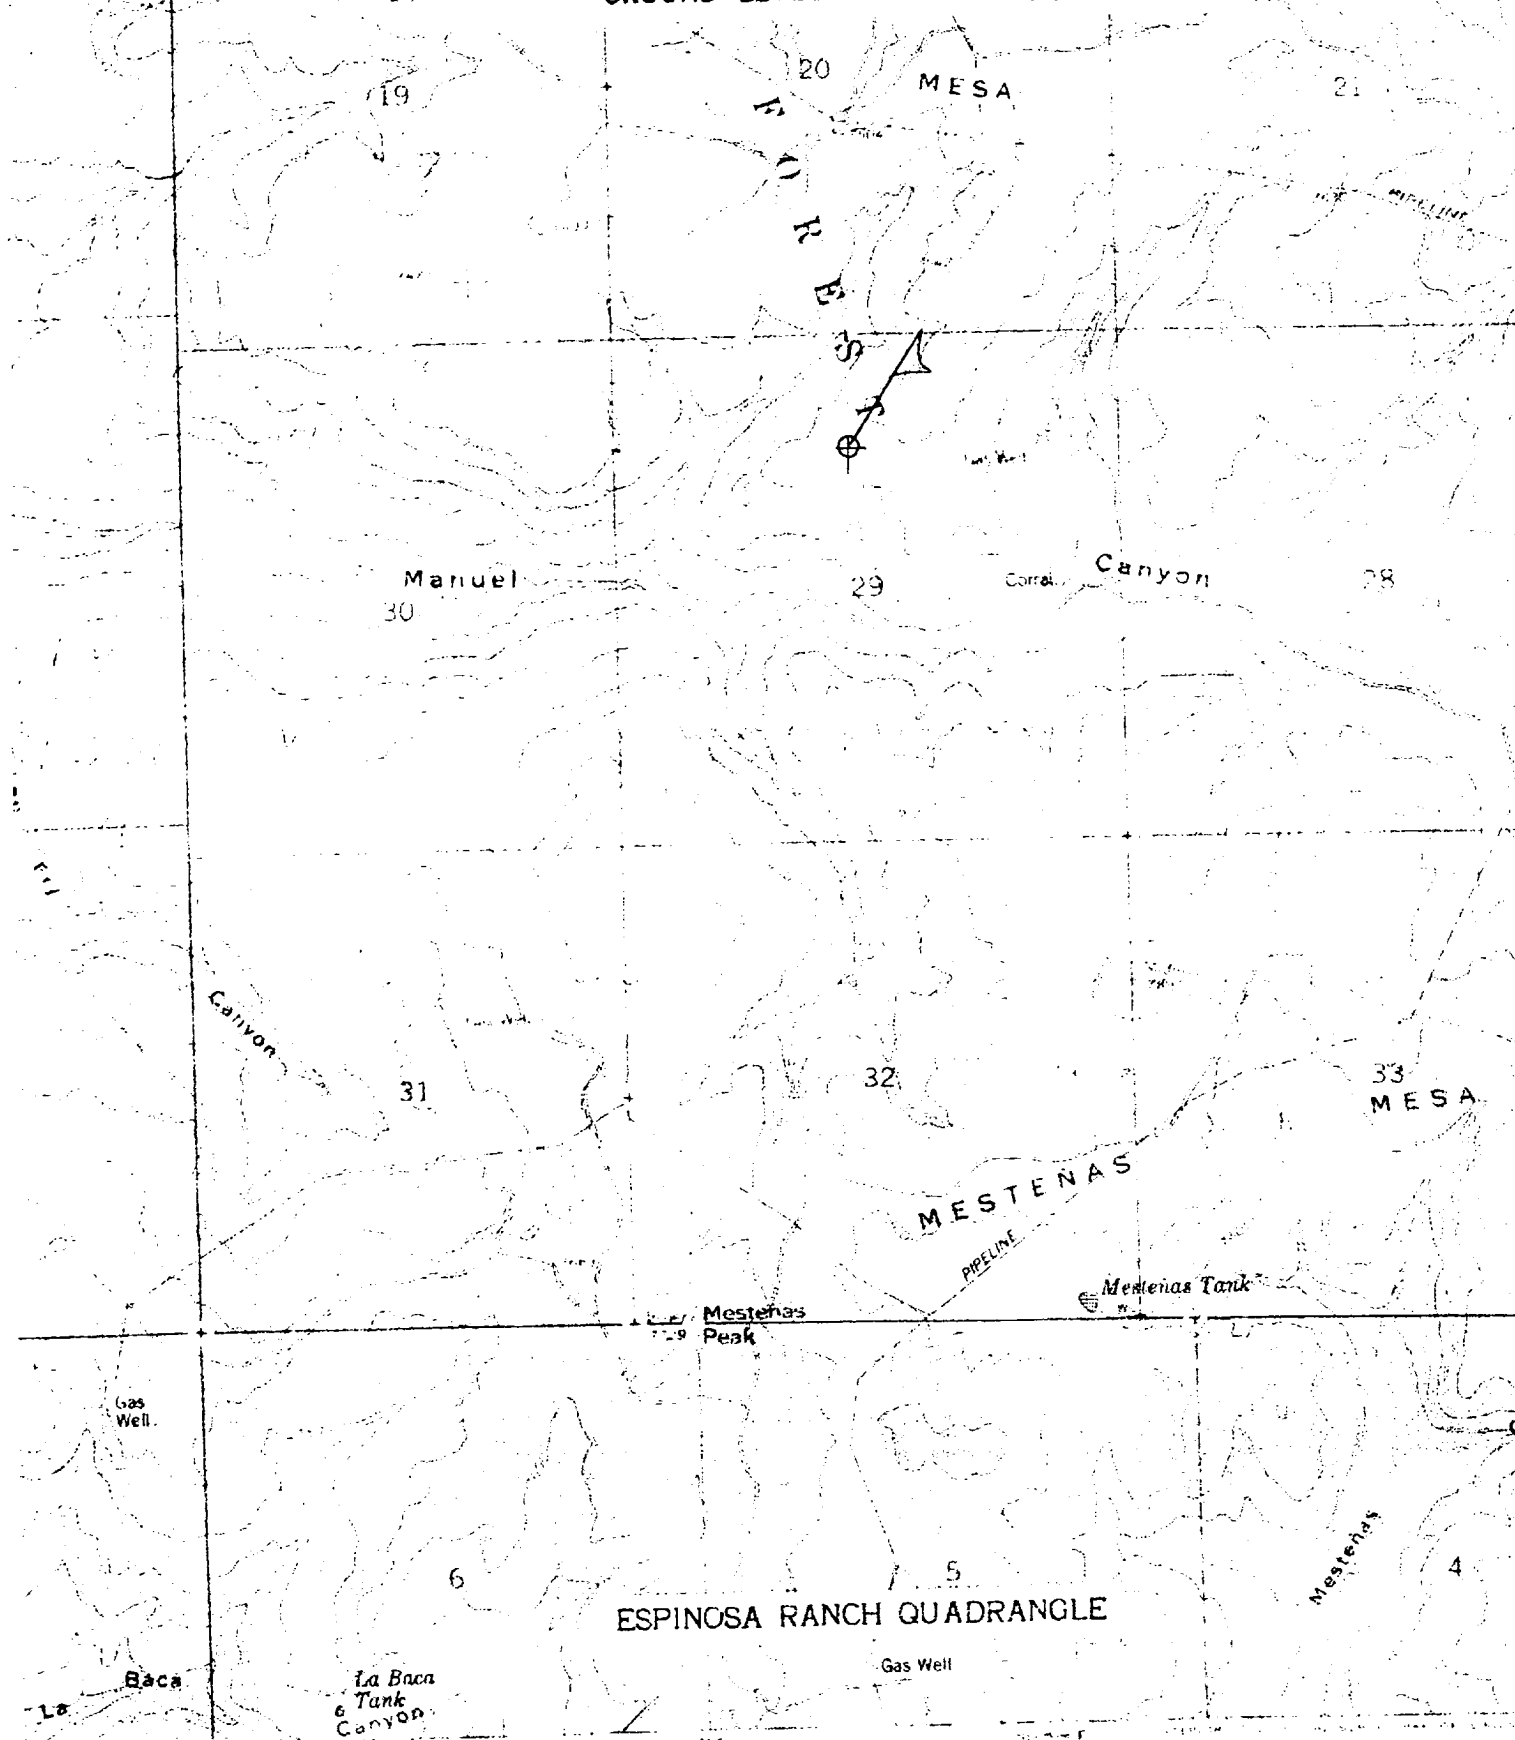 20
MESA
19
21
FOREST
PIPELINE
Manuel
Canyon
30
29
Corral
28
Canyon
31
32
33
MESA
MESTEÑAS
PIPELINE
Mesteñas Tank
Mesteñas
Peak
Gas
Well
6
5
4
Mesteñas
ESPINOSA RANCH QUADRANGLE
Gas Well
La Baca
La Baca
Tank
Canyon